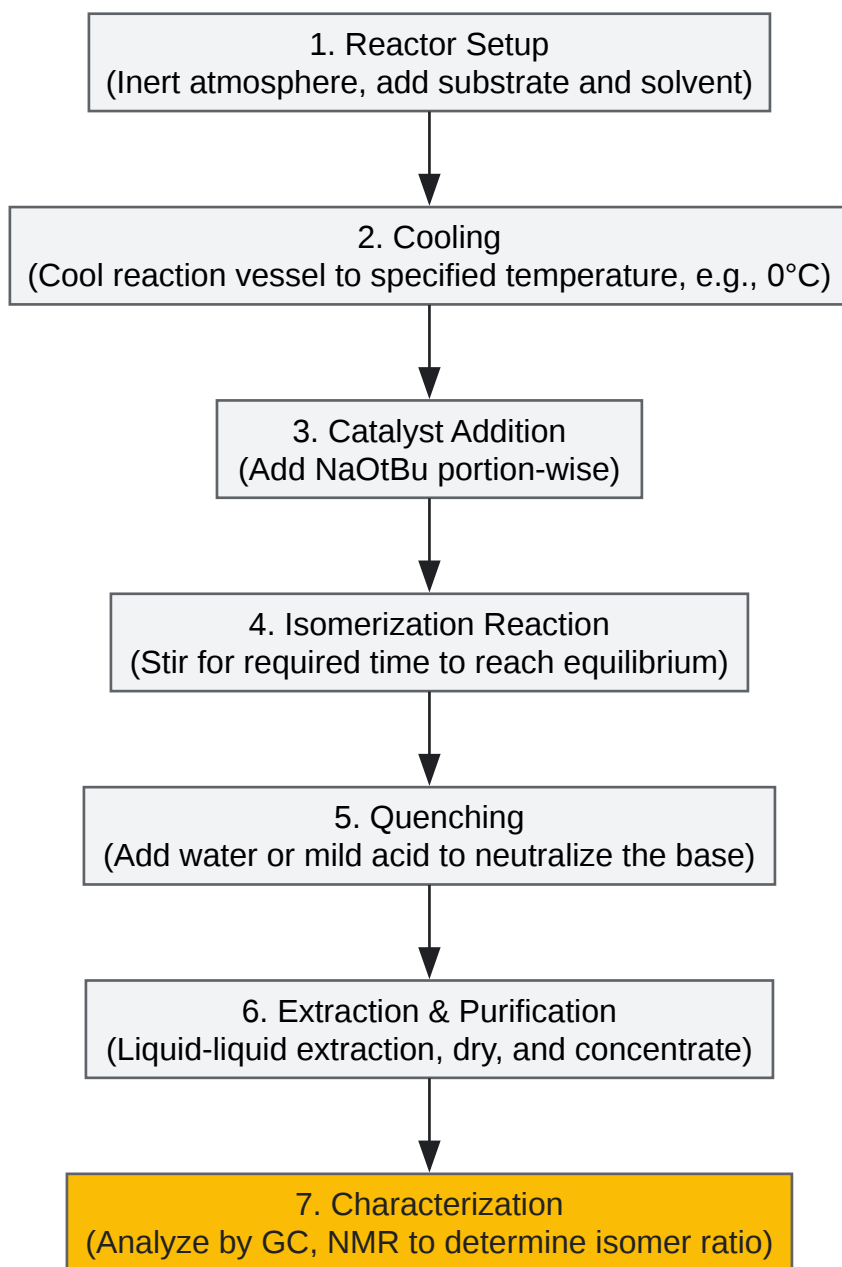 1. Reactor Setup
(Inert atmosphere, add substrate and solvent)
2. Cooling
(Cool reaction vessel to specified temperature, e.g., 0°C)
3. Catalyst Addition
(Add NaOtBu portion-wise)
4. Isomerization Reaction
(Stir for required time to reach equilibrium)
5. Quenching
(Add water or mild acid to neutralize the base)
6. Extraction & Purification
(Liquid-liquid extraction, dry, and concentrate)
7. Characterization
(Analyze by GC, NMR to determine isomer ratio)